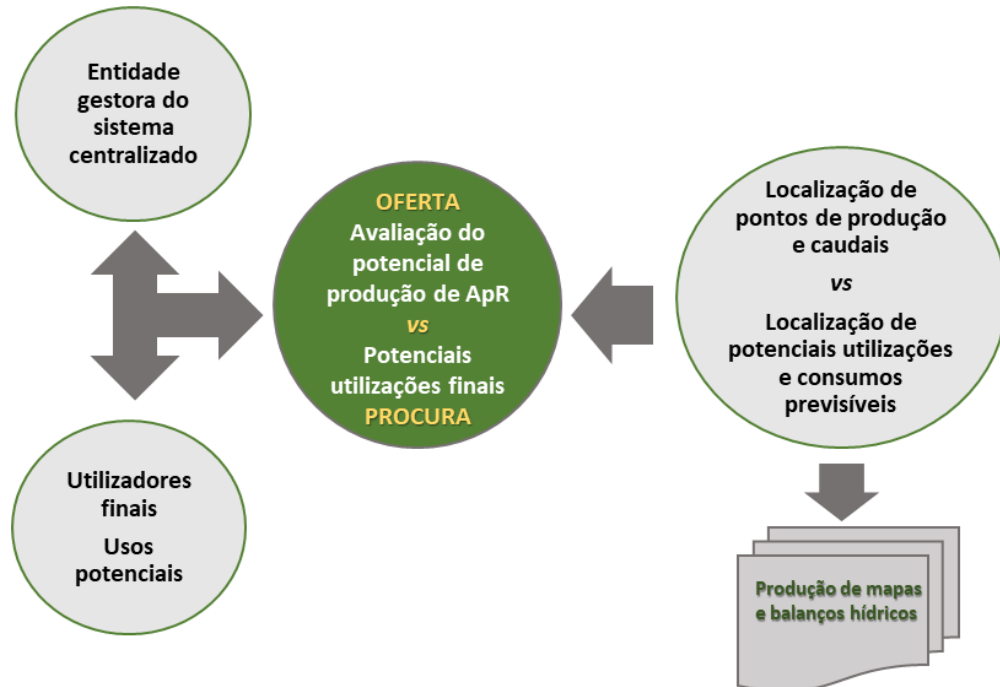 Entidade
gestora do
sistema
centralizado
Utilizadores
finais
Usos
potenciais
OFERTA
Avaliação do
potencial de
produção de ApR
vs
Potenciais
utilizações finais
PROCURA
Localização de
pontos de produção
e caudais
vs
Localização de
potenciais utilizações
e consumos
previsíveis
Produção de mapas
e balanços hídricos